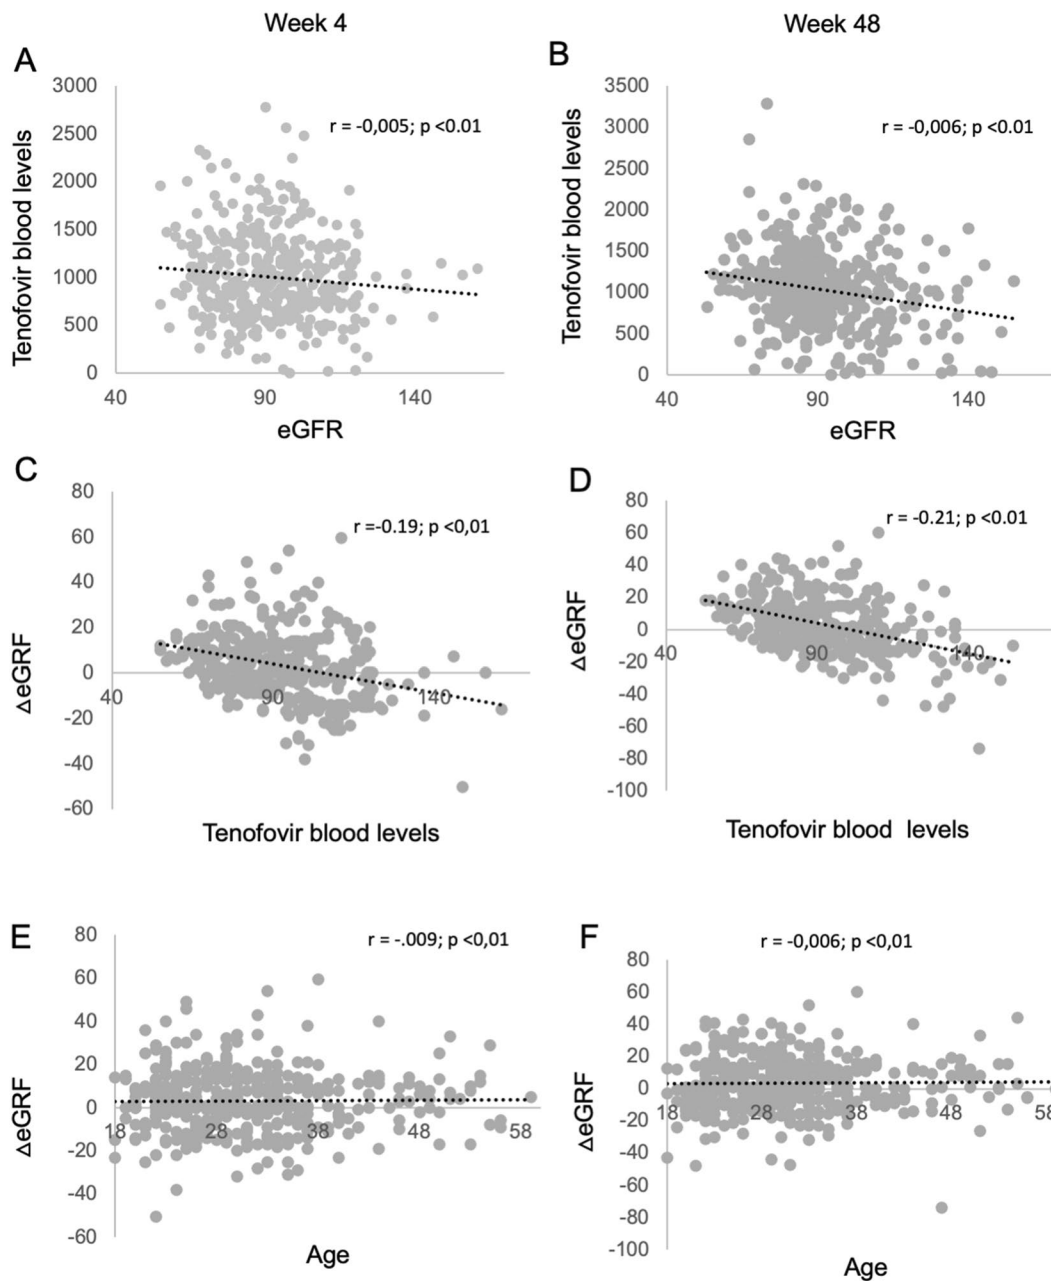 Week 4
Week 48
A
B
Tenofovir blood levels
3000
2500
2000
1500
1000
500
0
r = -0,005; p <0.01
40
90
140
eGFR
Tenofovir blood levels
3500
3000
2500
2000
1500
1000
500
0
r = -0,006; p <0.01
40
90
140
eGFR
C
D
ΔeGRF
80
60
40
20
0
-20
-40
-60
r =-0.19; p <0,01
40
90
140
Tenofovir blood levels
ΔeGRF
80
60
40
20
0
-20
-40
-60
-80
-100
r = -0.21; p <0.01
40
90
140
Tenofovir blood levels
E
F
ΔeGRF
80
60
40
20
0
-20
-40
-60
r = -.009; p <0,01
18
28
38
48
58
Age
ΔeGRF
80
60
40
20
0
-20
-40
-60
-80
-100
r = -0,006; p <0,01
18
28
38
48
58
Age